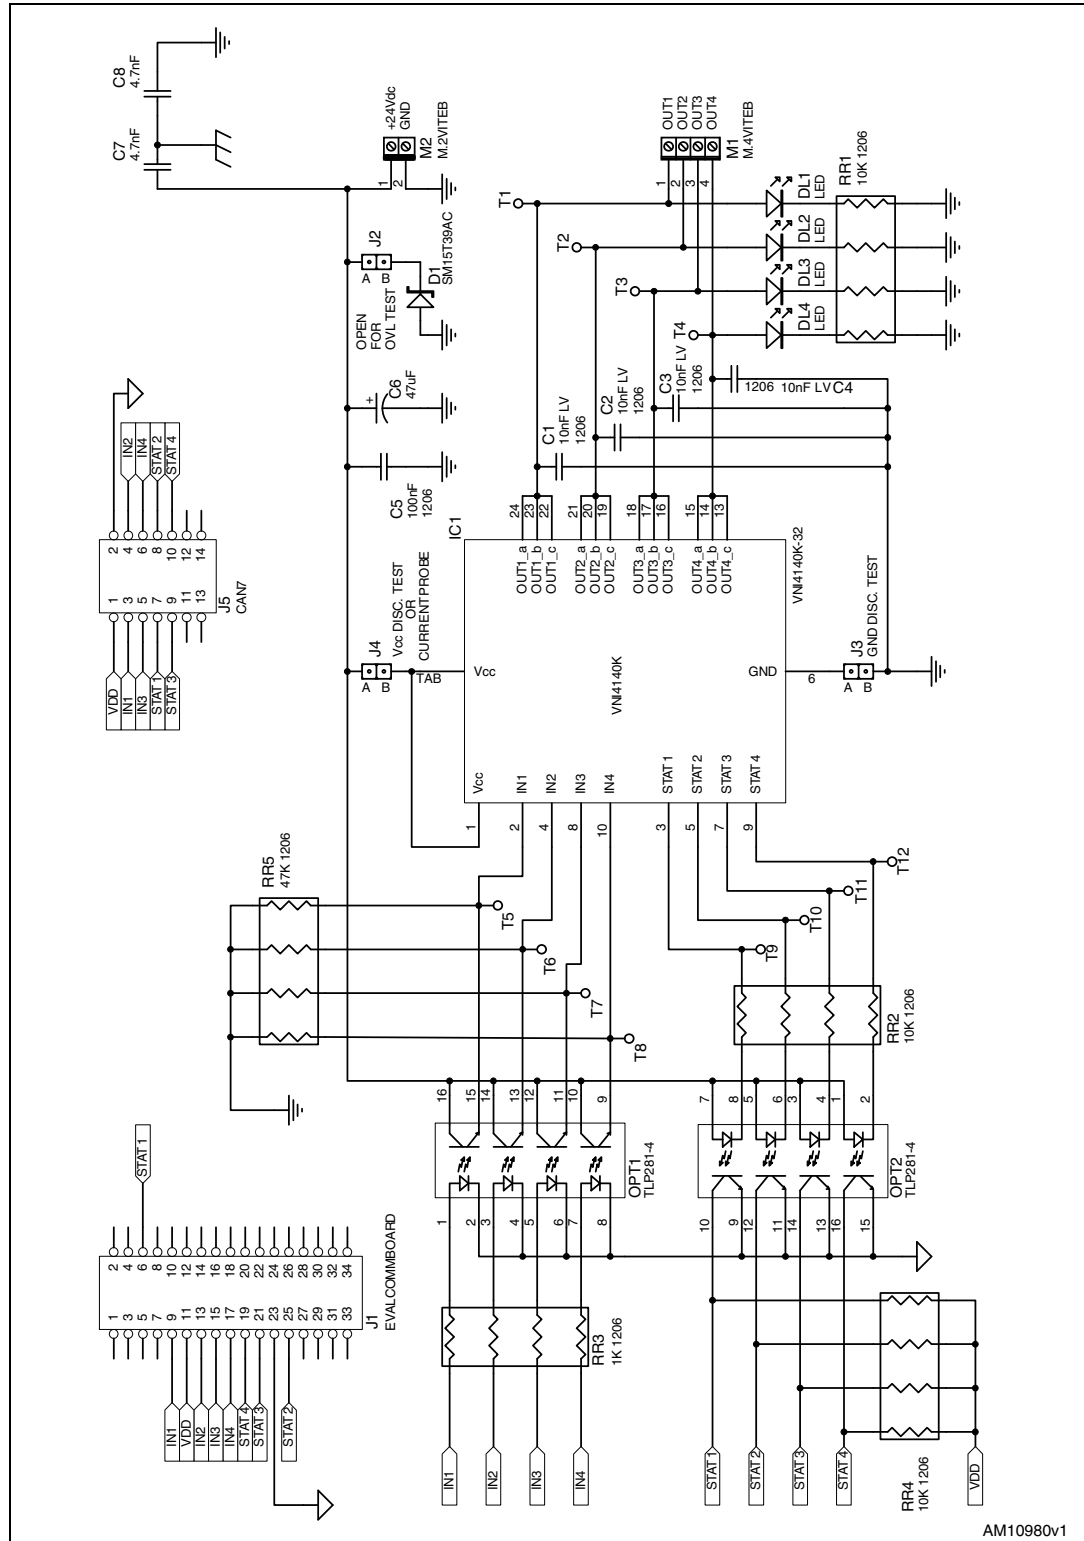 C8
4.7nF
C7
4.7nF
+24Vdc
GND
1
2
M2
M.2VITEB
OUT1
OUT2
OUT3
OUT4
1
2
3
4
M1
M.4VITEB
J2
A B
OPEN
FOR
OVL TEST
D1
SM15T39AC
T1
T2
T3
T4
DL1
LED
DL2
LED
DL3
LED
DL4
LED
RR1
10K 1206
C6
47uF
+
C5
100nF
1206
C1
10nF LV
1206
C2
10nF LV
1206
C3
10nF LV
1206
1206 10nF LV C4
VDD
IN1
IN3
STAT 1
STAT 3
1
3
5
7
9
11
13
2
4
6
8
10
12
14
IN2
IN4
STAT 2
STAT 4
J5
CAN7
J4
A B
Vcc DISC. TEST
OR
CURRENT PROBE
TAB
IC1
24
23
22
OUT1_a
OUT1_b
OUT1_c
21
20
19
OUT2_a
OUT2_b
OUT2_c
18
17
16
OUT3_a
OUT3_b
OUT3_c
15
14
13
OUT4_a
OUT4_b
OUT4_c
Vcc
VNI4140K
VNI4140K-32
GND
6
J3
A B
GND DISC. TEST
Vcc
IN1
IN2
IN3
IN4
STAT 1
STAT 2
STAT 3
STAT 4
1
2
4
8
10
3
5
7
9
RR5
47K 1206
T5
T6
T7
T8
T9
T10
T11
T12
RR2
10K 1206
16
15
14
13
12
11
10
9
1
2
3
4
5
6
7
8
OPT1
TLP281-4
7
8
5
6
3
4
1
2
10
9
12
11
14
13
16
15
OPT2
TLP281-4
STAT 1
2
4
6
8
10
12
14
16
18
20
22
24
26
28
30
32
34
1
3
5
7
9
11
13
15
17
19
21
23
25
27
29
31
33
J1
EVALCOMMBOARD
IN1
VDD
IN2
IN3
IN4
STAT 4
STAT 3
STAT 2
RR3
1K 1206
IN1
IN2
IN3
IN4
STAT 1
STAT 2
STAT 3
STAT 4
RR4
10K 1206
VDD
AM10980v1